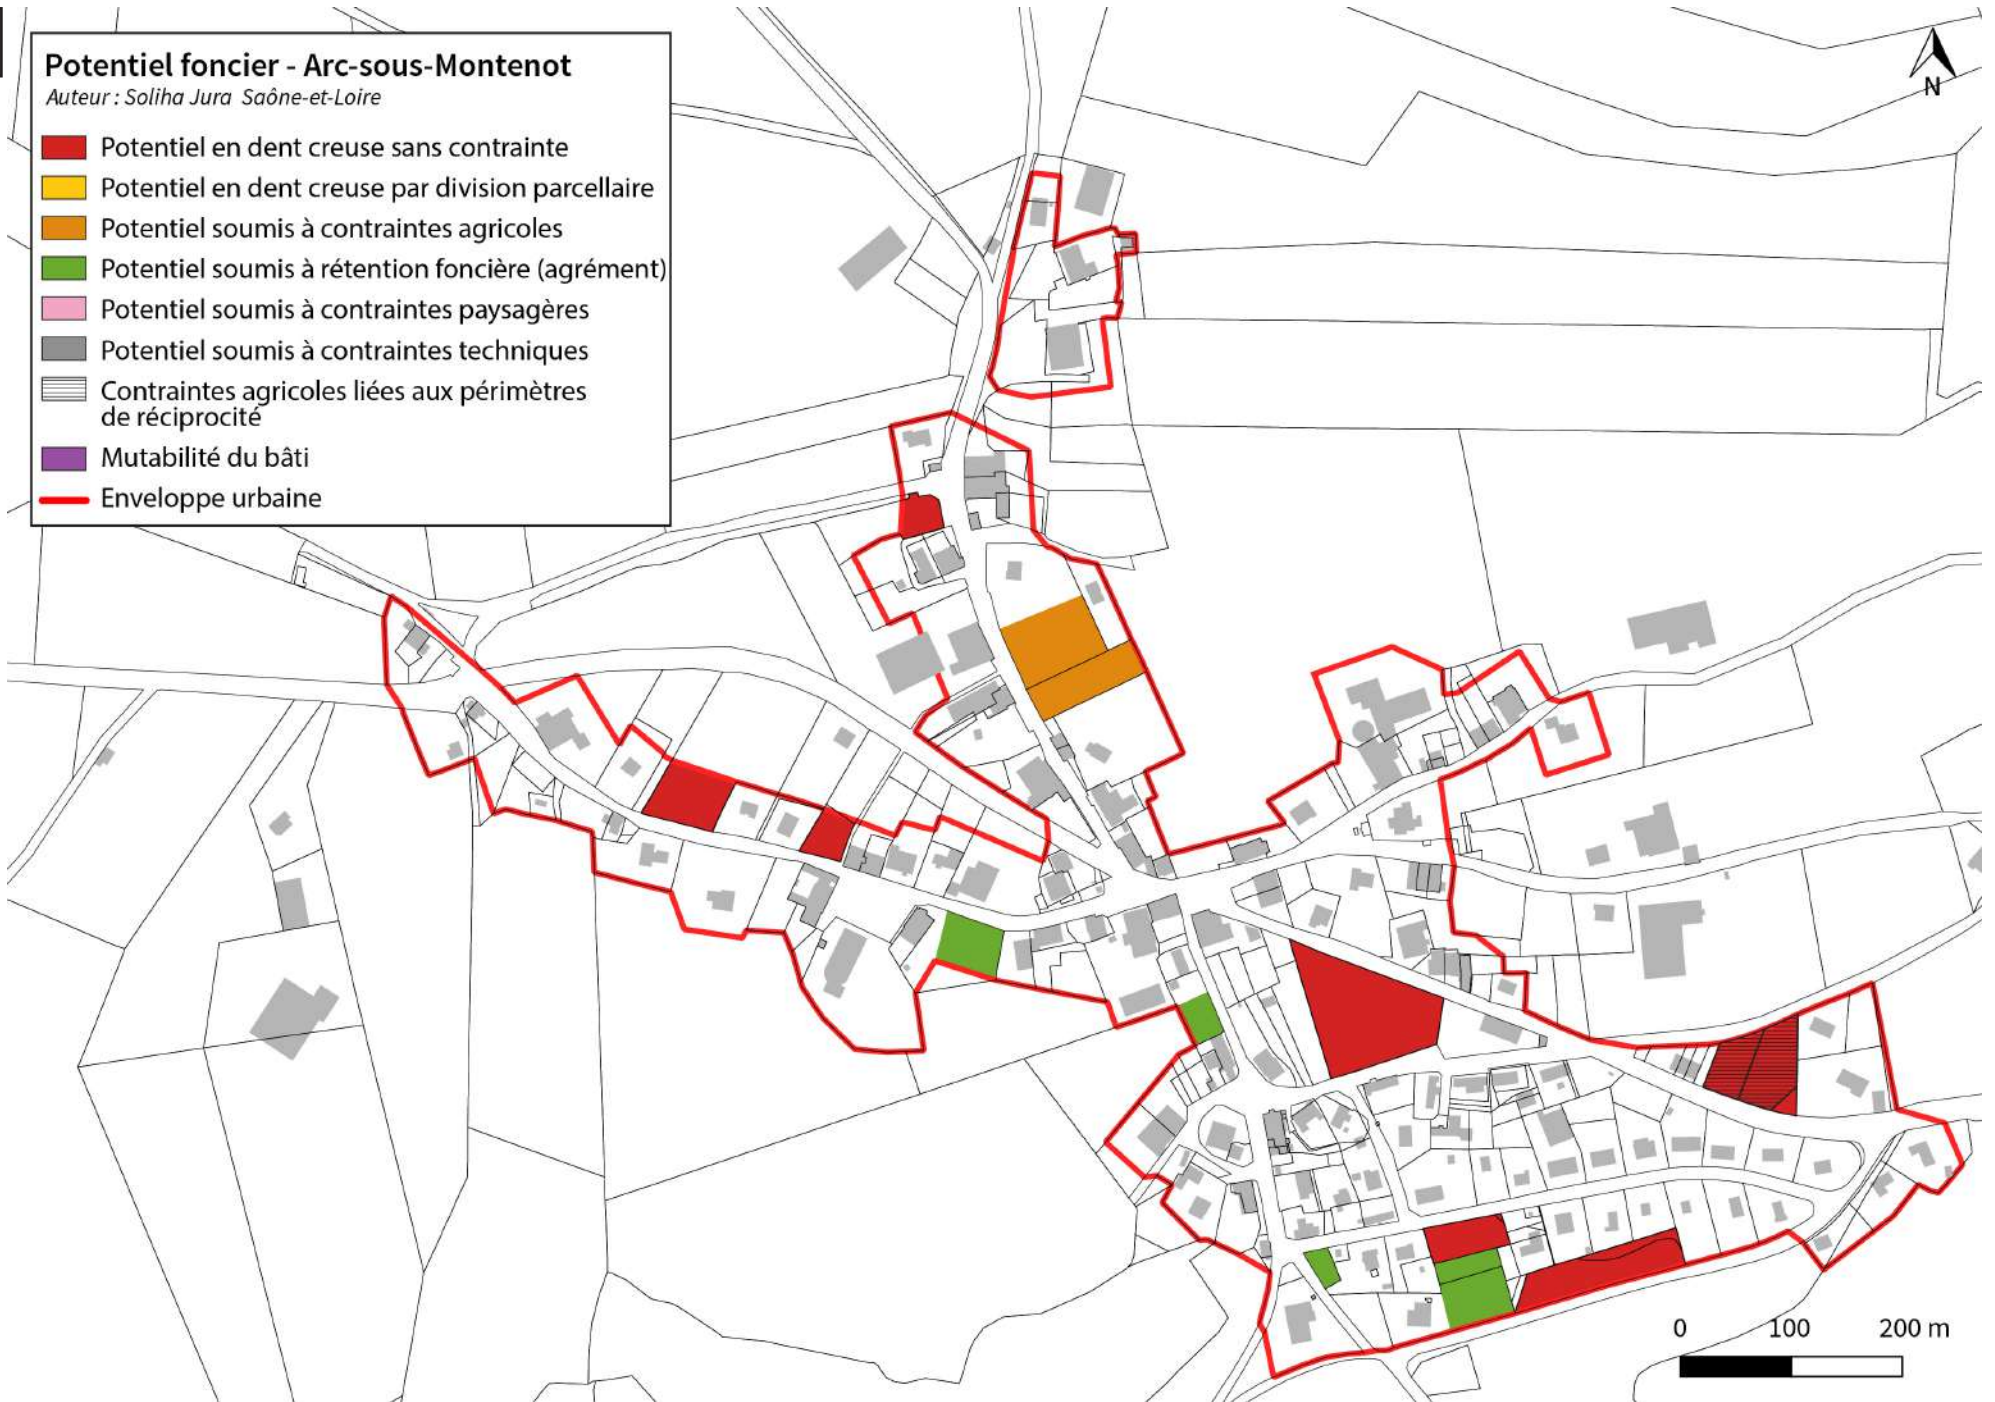 Potentiel foncier - Arc-sous-Montenot
Auteur : Soliha Jura Saône-et-Loire
Potentiel en dent creuse sans contrainte
Potentiel en dent creuse par division parcellaire
Potentiel soumis à contraintes agricoles
Potentiel soumis à rétention foncière (agrément)
Potentiel soumis à contraintes paysagères
Potentiel soumis à contraintes techniques
Contraintes agricoles liées aux périmètres
de réciprocité
Mutabilité du bâti
Enveloppe urbaine
N
0 100 200 m